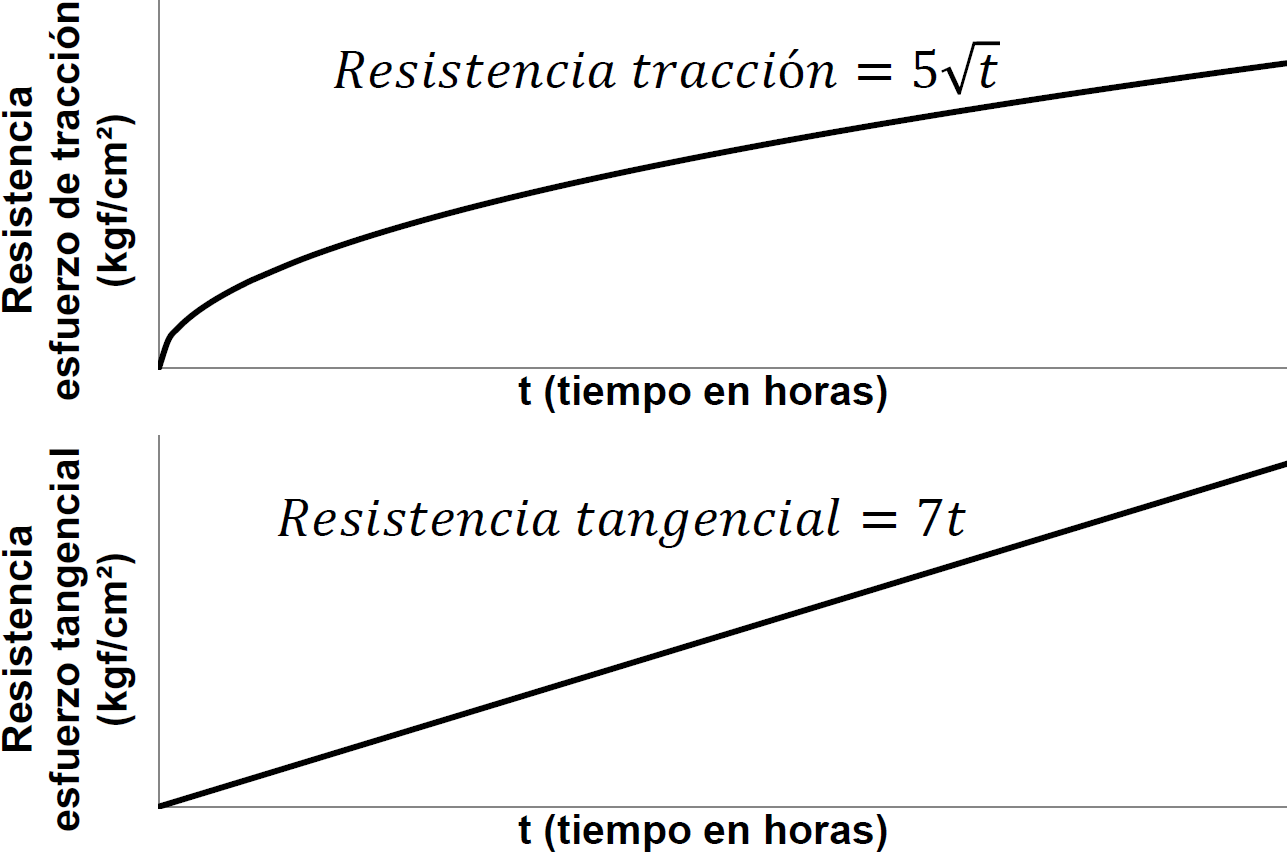 Resistencia
esfuerzo de tracción
(kgf/cm²)
Resistencia tracción = 5√t
t (tiempo en horas)
Resistencia
esfuerzo tangencial
(kgf/cm²)
Resistencia tangencial = 7t
t (tiempo en horas)